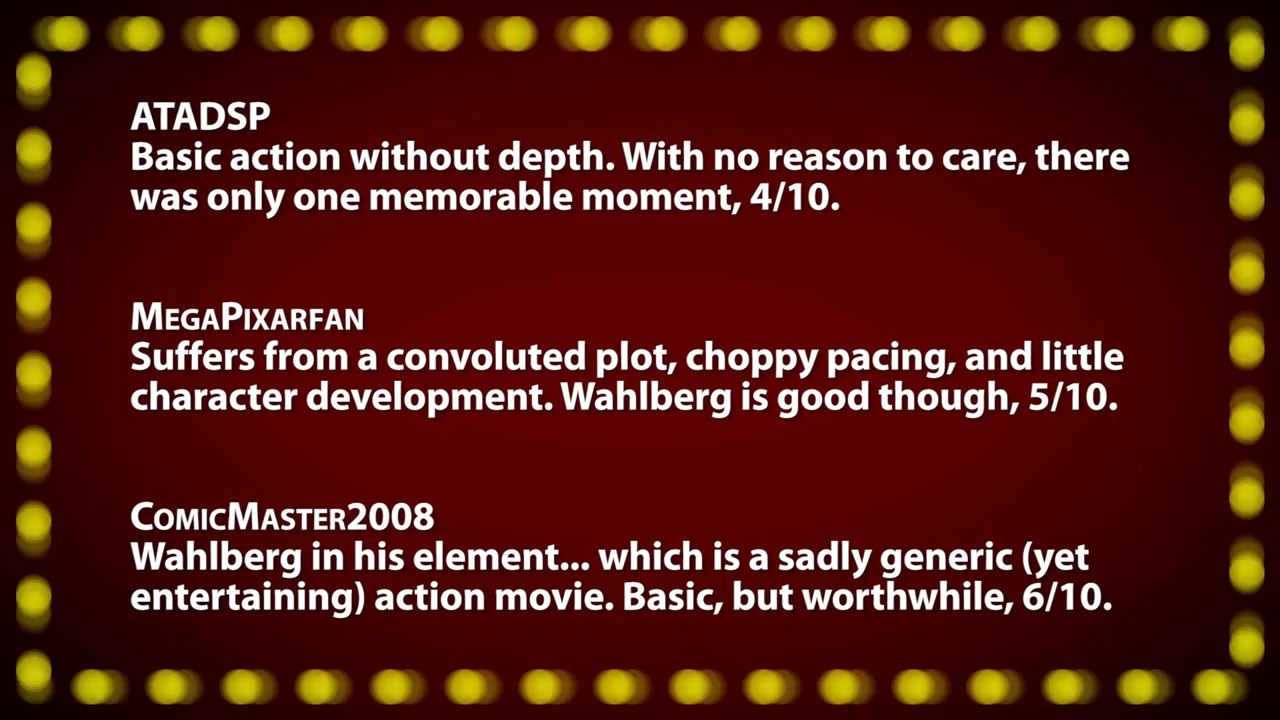 ATADSP
Basic action without depth. With no reason to care, there
was only one memorable moment, 4/10.
MegaPixarfan
Suffers from a convoluted plot, choppy pacing, and little
character development. Wahlberg is good though, 5/10.
ComicMaster2008
Wahlberg in his element... which is a sadly generic (yet
entertaining) action movie. Basic, but worthwhile, 6/10.